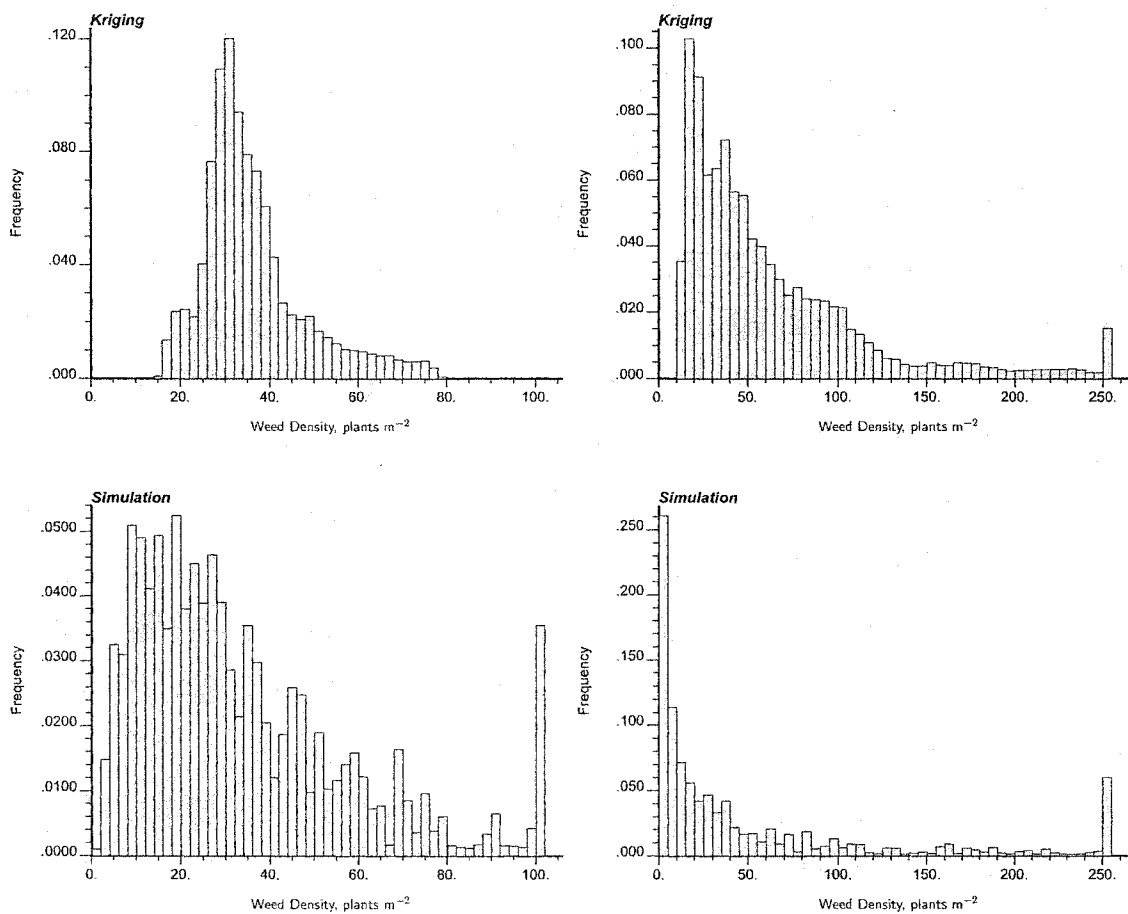 Kriging
.120
.080
.040
.000
Frequency
0. 20. 40. 60. 80. 100.
Weed Density, plants m⁻²
Kriging
.100
.080
.060
.040
.020
.000
Frequency
0. 50. 100. 150. 200. 250.
Weed Density, plants m⁻²
Simulation
.0500
.0400
.0300
.0200
.0100
.0000
Frequency
0. 20. 40. 60. 80. 100.
Weed Density, plants m⁻²
Simulation
.250
.200
.150
.100
.050
.000
Frequency
0. 50. 100. 150. 200. 250.
Weed Density, plants m⁻²